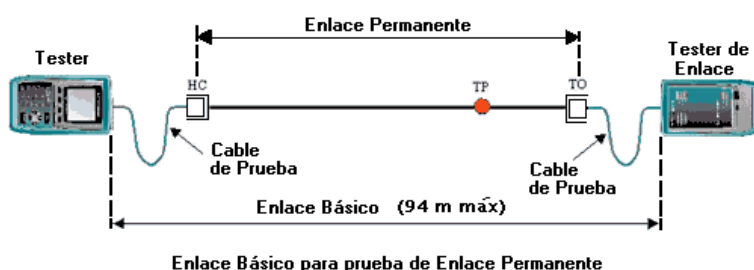 Enlace Permanente
Tester
Tester de
Enlace
HC
TP
TO
Cable
de Prueba
Cable
de Prueba
Enlace Básico (94 m máx)
Enlace Básico para prueba de Enlace Permanente